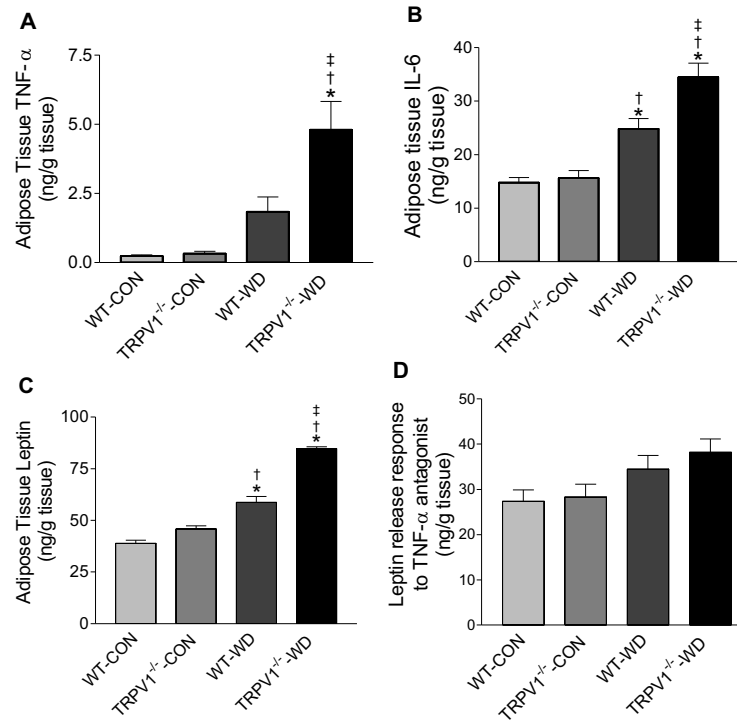 A
Adipose Tissue TNF- α
(ng/g tissue)
7.5
5.0
2.5
0.0
‡
†
*
WT-CON
TRPV1-/--CON
WT-WD
TRPV1-/--WD
B
Adipose tissue IL-6
(ng/g tissue)
40
30
20
10
0
†
*
‡
†
*
WT-CON
TRPV1-/--CON
WT-WD
TRPV1-/--WD
C
Adipose Tissue Leptin
(ng/g tissue)
100
75
50
25
0
†
*
‡
†
*
WT-CON
TRPV1-/--CON
WT-WD
TRPV1-/--WD
D
Leptin release response
to TNF-α antagonist
(ng/g tissue)
50
40
30
20
10
0
WT-CON
TRPV1-/--CON
WT-WD
TRPV1-/--WD